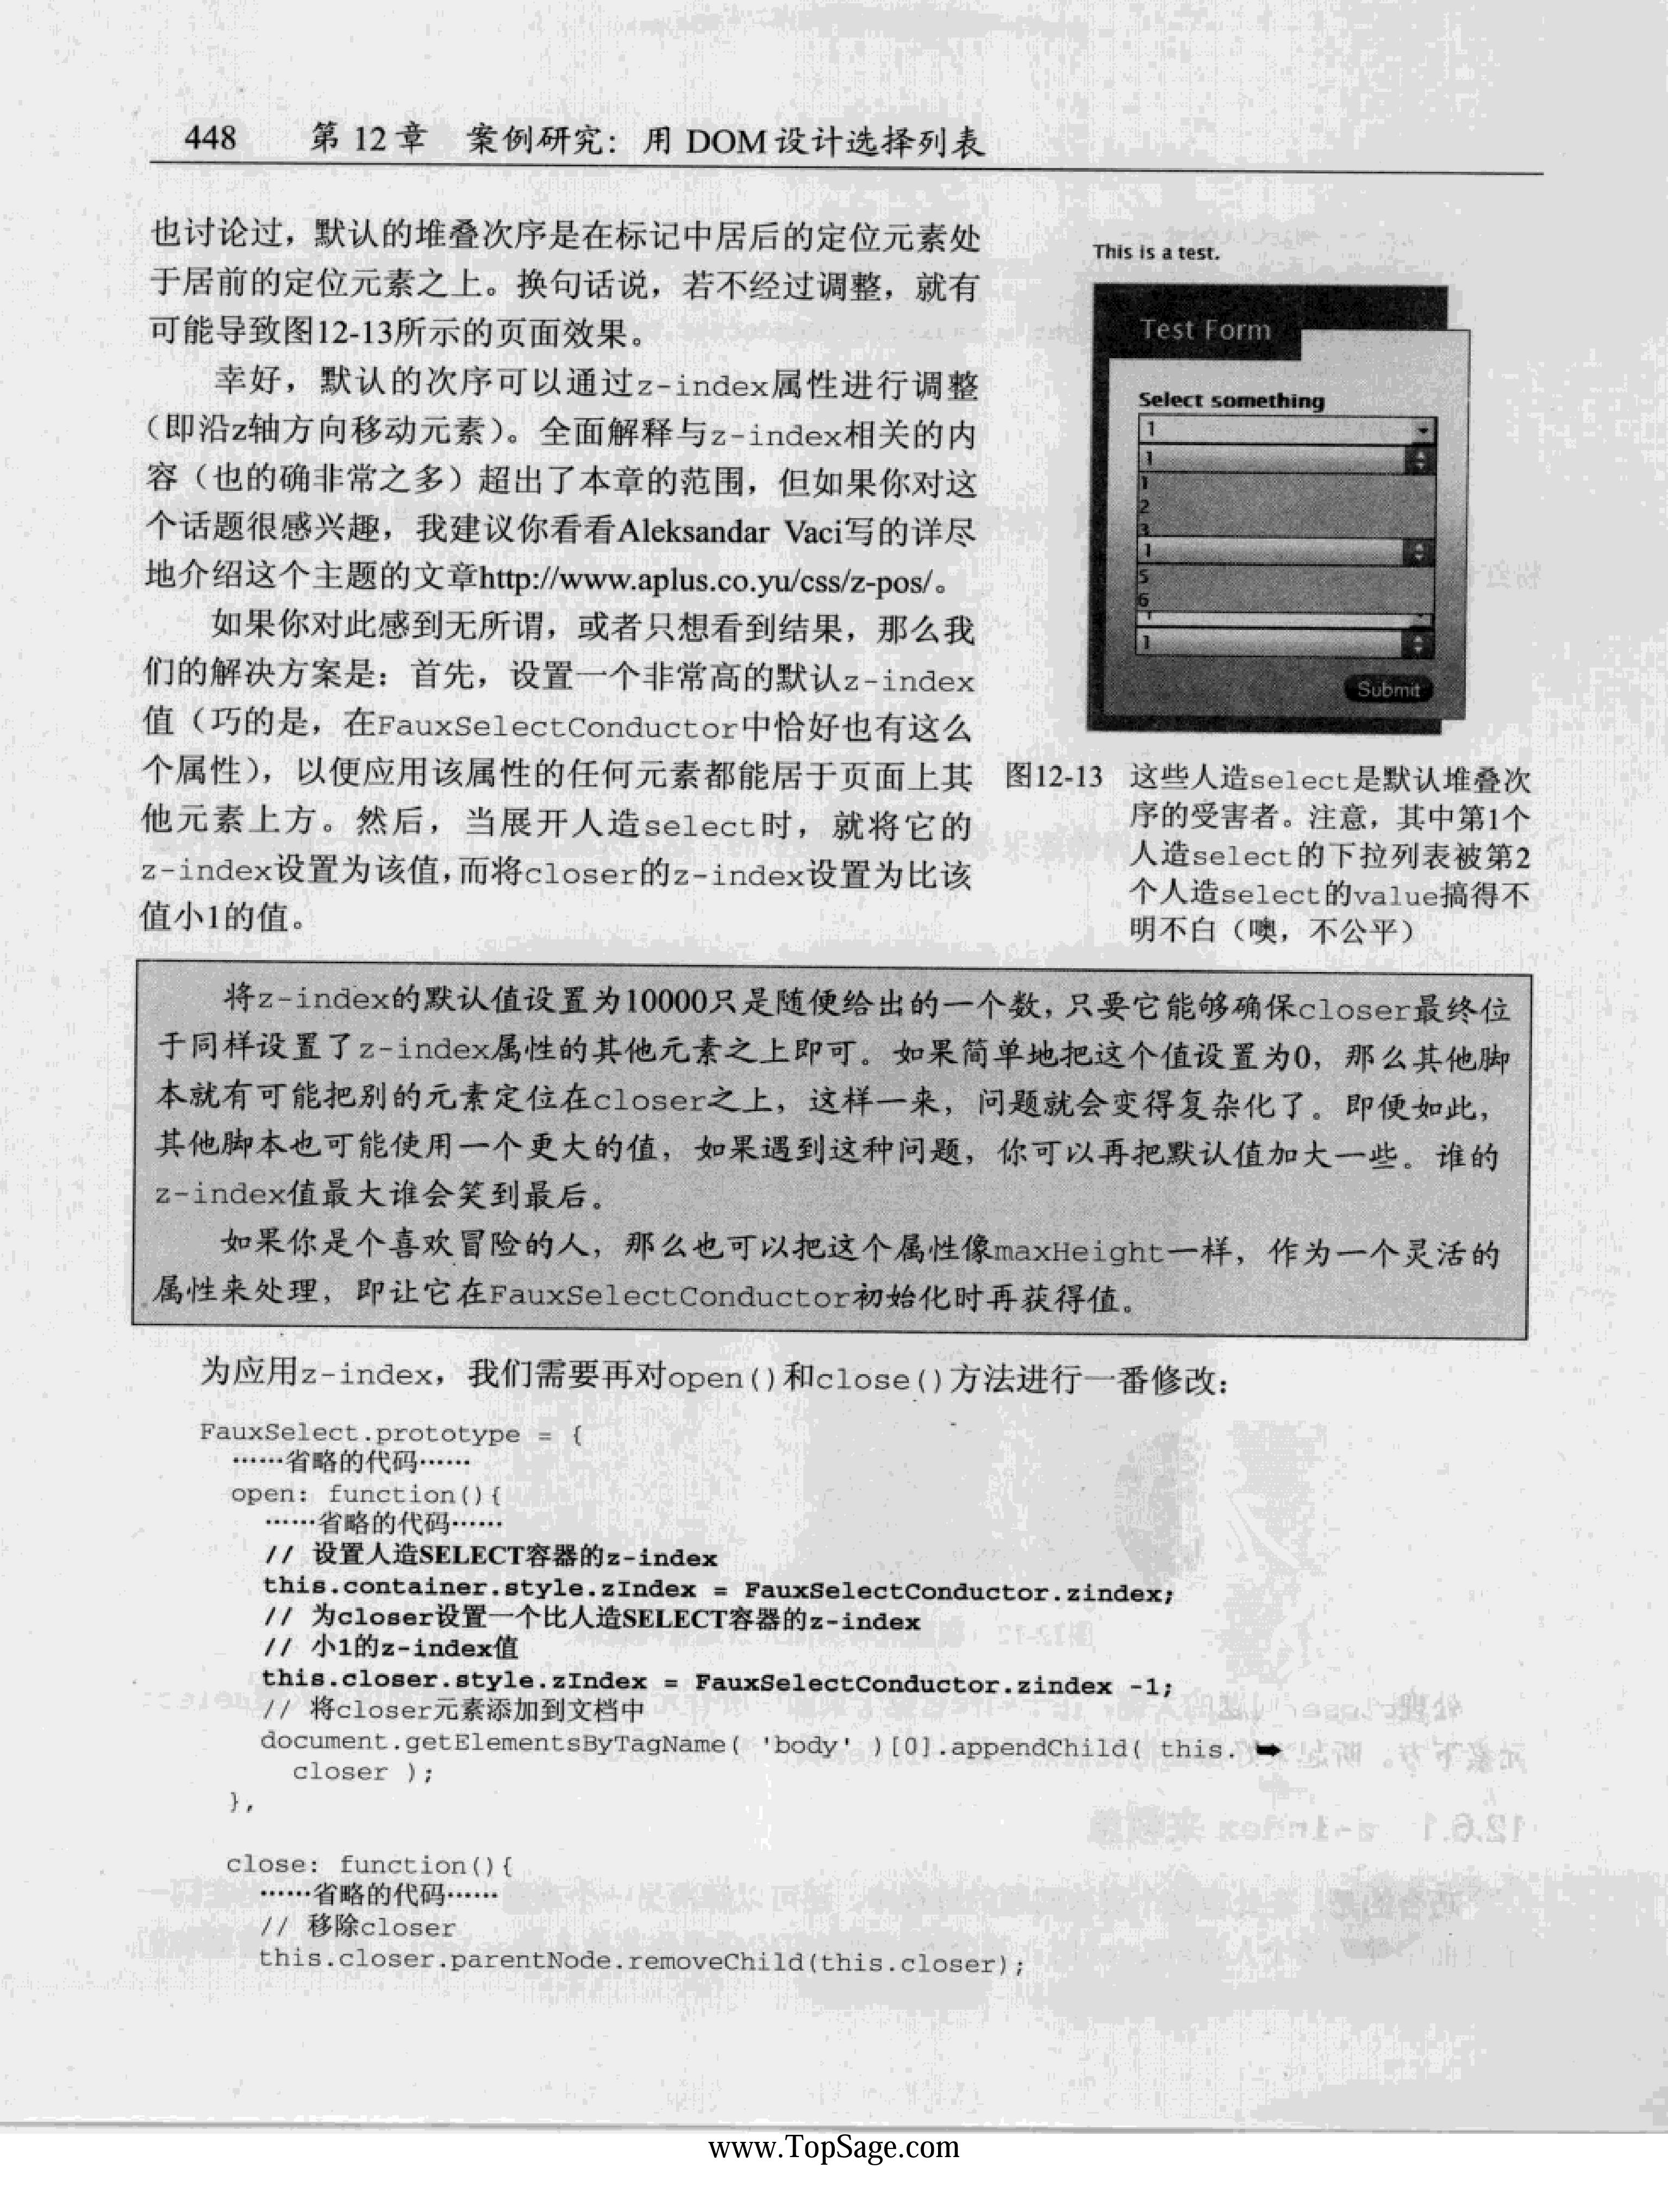 448 第 12 章 案例研究：用 DOM 设计选择列表
也讨论过，默认的堆叠次序是在标记中居后的定位元素处
于居前的定位元素之上。换句话说，若不经过调整，就有
可能导致图12-13所示的页面效果。
幸好，默认的次序可以通过z-index属性进行调整
（即沿z轴方向移动元素）。全面解释与z-index相关的内
容（也的确非常之多）超出了本章的范围，但如果你对这
个话题很感兴趣，我建议你看看Aleksandar Vaci写的详尽
地介绍这个主题的文章http://www.aplus.co.yu/css/z-pos/。
如果你对此感到无所谓，或者只想看到结果，那么我
们的解决方案是：首先，设置一个非常高的默认z-index
值（巧的是，在FauxSelectConductor中恰好也有这么
个属性），以便应用该属性的任何元素都能居于页面上其
他元素上方。然后，当展开人造select时，就将它的
z-index设置为该值，而将closer的z-index设置为比该
值小1的值。
This is a test.
Test Form
Select something
1
1
1
2
3
1
5
6
1
1
Submit
图12-13 这些人造select是默认堆叠次
序的受害者。注意，其中第1个
人造select的下拉列表被第2
个人造select的value搞得不
明不白（噢，不公平）
将z-index的默认值设置为10000只是随便给出的一个数，只要它能够确保closer最终位
于同样设置了z-index属性的其他元素之上即可。如果简单地把这个值设置为0，那么其他脚
本就有可能把别的元素定位在closer之上，这样一来，问题就会变得复杂化了。即便如此，
其他脚本也可能使用一个更大的值，如果遇到这种问题，你可以再把默认值加大一些。谁的
z-index值最大谁会笑到最后。
如果你是个喜欢冒险的人，那么也可以把这个属性像maxHeight一样，作为一个灵活的
属性来处理，即让它在FauxSelectConductor初始化时再获得值。
为应用z-index，我们需要再对open()和close()方法进行一番修改：
FauxSelect.prototype = {
……省略的代码……
open: function(){
……省略的代码……
// 设置人造SELECT容器的z-index
this.container.style.zIndex = FauxSelectConductor.zindex;
// 为closer设置一个比人造SELECT容器的z-index
// 小1的z-index值
this.closer.style.zIndex = FauxSelectConductor.zindex -1;
// 将closer元素添加到文档中
document.getElementsByTagName( 'body' )[0].appendChild( this. ➥
closer );
},
close: function(){
……省略的代码……
// 移除closer
this.closer.parentNode.removeChild(this.closer);
www.TopSage.com